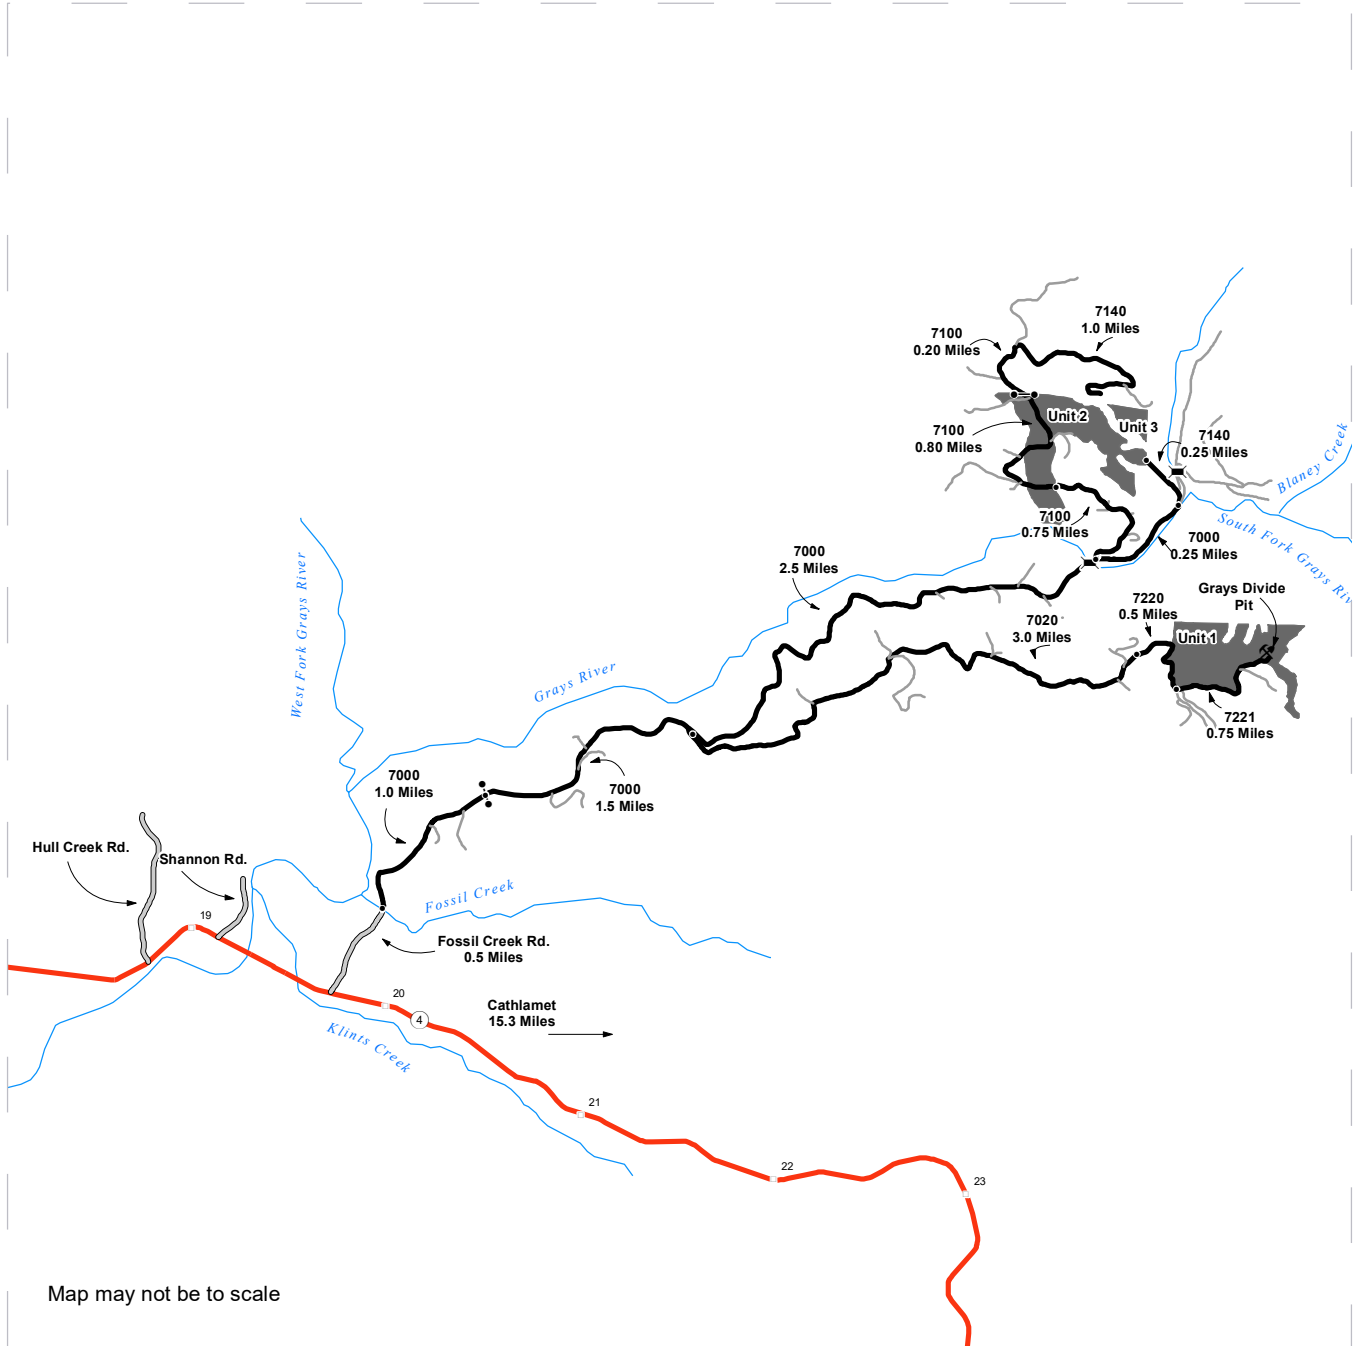 7140
1.0 Miles
7100
0.20 Miles
Unit 2
Unit 3
7100
0.80 Miles
7140
0.25 Miles
Blaney Creek
7100
0.75 Miles
South Fork Grays
7000
0.25 Miles
7000
2.5 Miles
West Fork Grays River
Grays Divide
Pit
7220
0.5 Miles
7020
3.0 Miles
Unit 1
Grays River
7221
0.75 Miles
7000
1.0 Miles
7000
1.5 Miles
Hull Creek Rd.
Shannon Rd.
Fossil Creek
19
Fossil Creek Rd.
0.5 Miles
20
4
Cathlamet
15.3 Miles
Klints Creek
21
22
23
Map may not be to scale